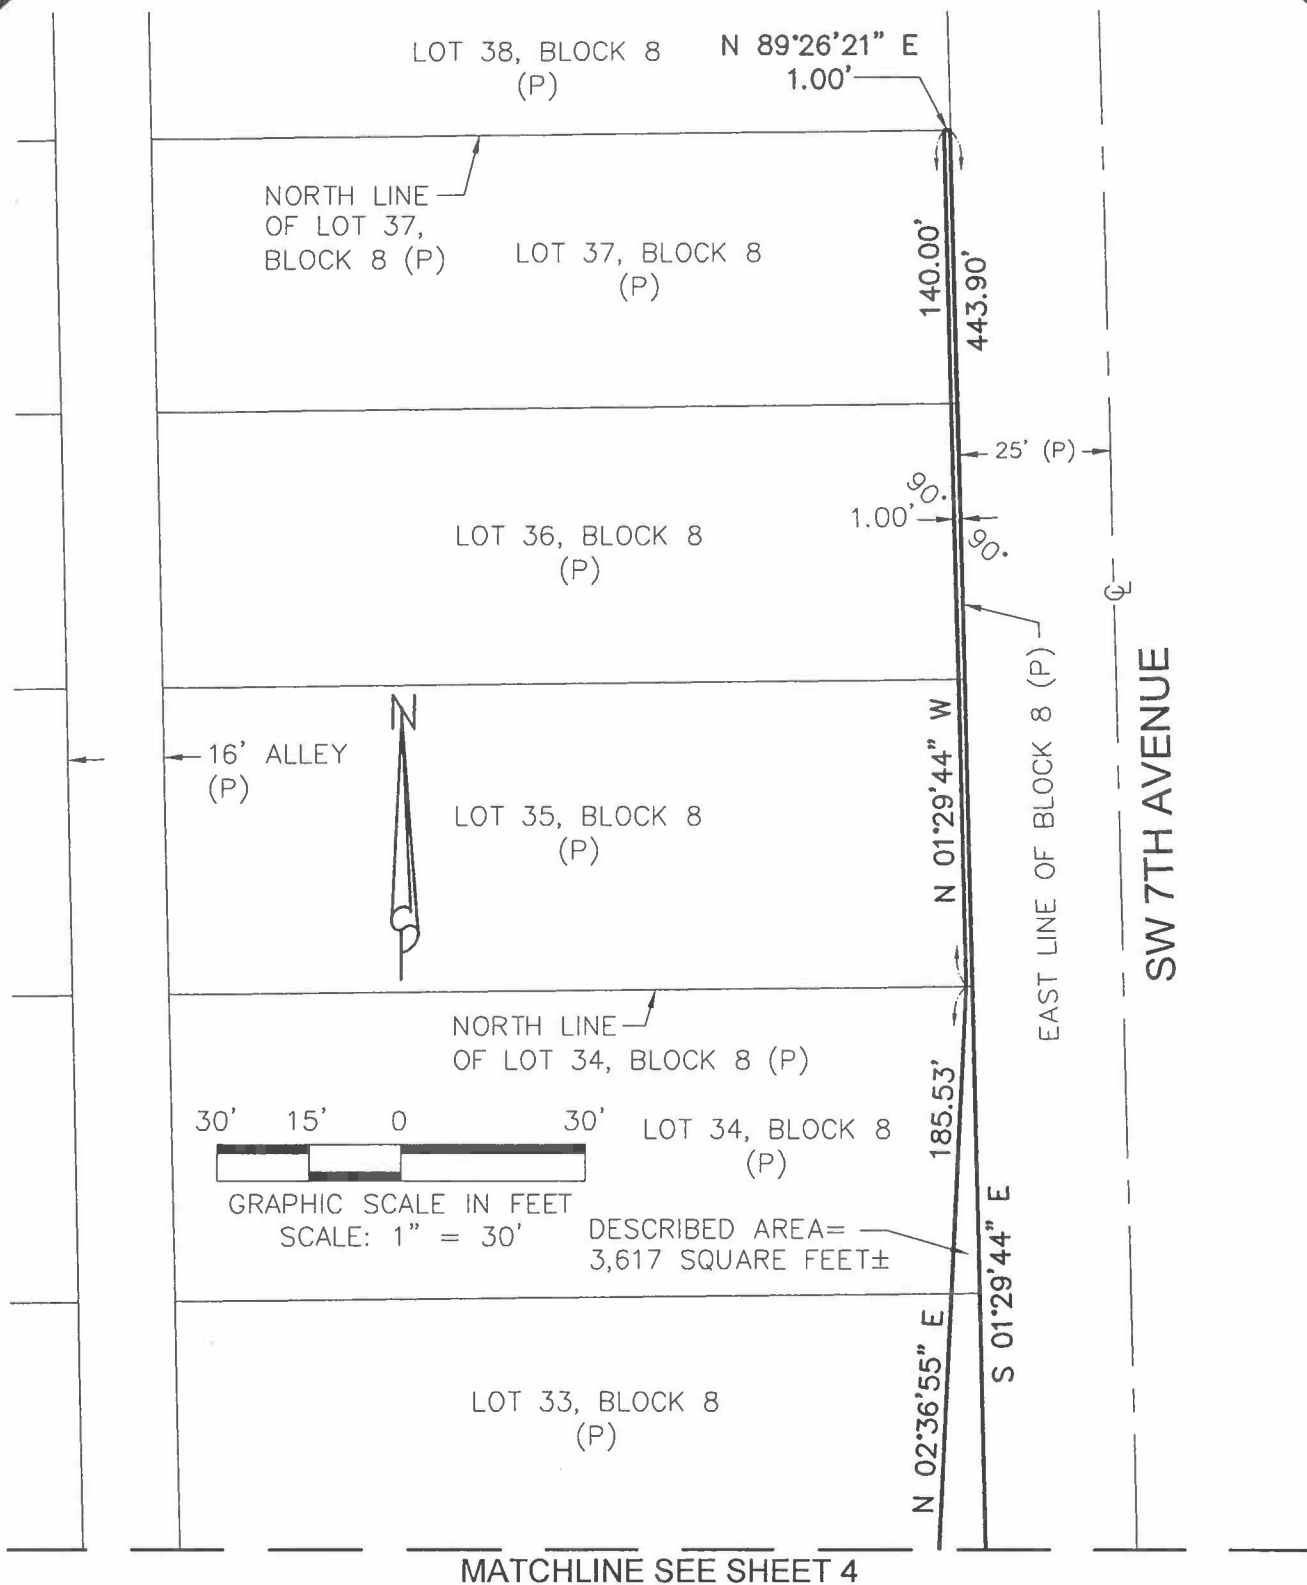 LOT 38, BLOCK 8
(P)
N 89°26'21" E
1.00'
NORTH LINE
OF LOT 37,
BLOCK 8 (P)
LOT 37, BLOCK 8
(P)
140.00'
443.90'
25' (P)
90°
1.00'
90°
LOT 36, BLOCK 8
(P)
℄
EAST LINE OF BLOCK 8 (P)
SW 7TH AVENUE
N
N 01°29'44" W
16' ALLEY
(P)
LOT 35, BLOCK 8
(P)
NORTH LINE
OF LOT 34, BLOCK 8 (P)
185.53'
30' 15' 0 30'
GRAPHIC SCALE IN FEET
SCALE: 1" = 30'
LOT 34, BLOCK 8
(P)
DESCRIBED AREA=
3,617 SQUARE FEET±
S 01°29'44" E
N 02°36'55" E
LOT 33, BLOCK 8
(P)
MATCHLINE SEE SHEET 4